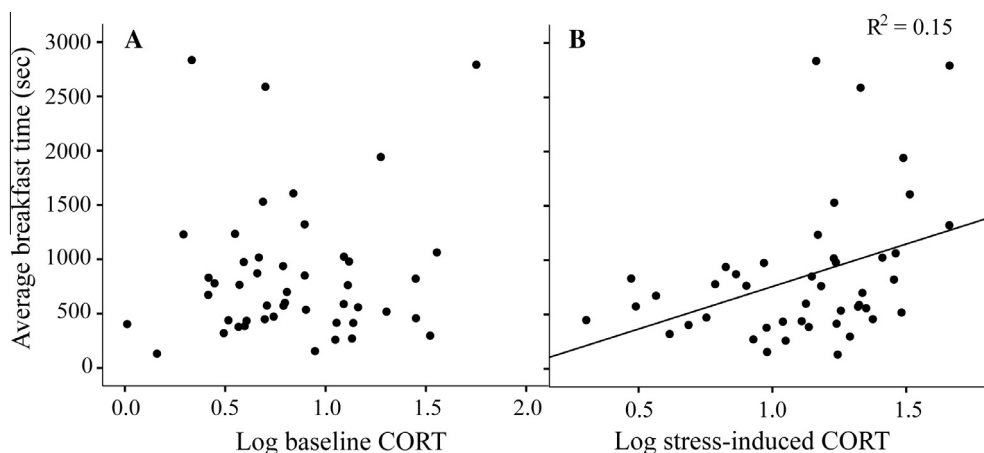 A
B
R² = 0.15
Average breakfast time (sec)
3000
2500
2000
1500
1000
500
0
0.0 0.5 1.0 1.5 2.0
0.5 1.0 1.5
Log baseline CORT
Log stress-induced CORT